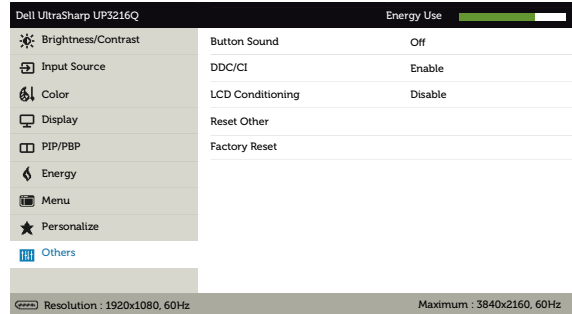 Dell UltraSharp UP3216Q Energy Use
Brightness/Contrast Button Sound Off
Input Source DDC/CI Enable
Color LCD Conditioning Disable
Display Reset Other
PIP/PBP Factory Reset
Energy
Menu
Personalize
Others
Resolution : 1920x1080, 60Hz Maximum : 3840x2160, 60Hz